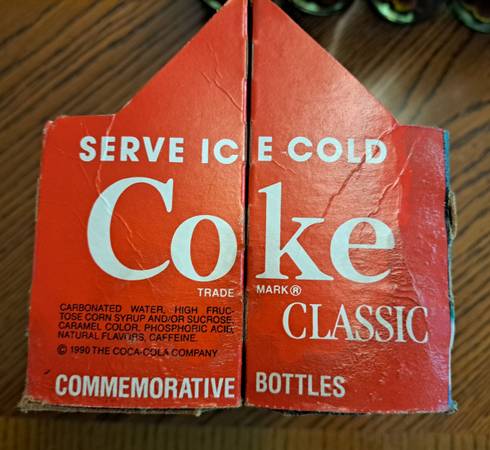 SERVE ICE COLD
Coke
TRADE MARK®
CLASSIC
CARBONATED WATER, HIGH FRUC-
TOSE CORN SYRUP AND/OR SUCROSE,
CARAMEL COLOR, PHOSPHORIC ACID,
NATURAL FLAVORS, CAFFEINE.
© 1990 THE COCA-COLA COMPANY
COMMEMORATIVE BOTTLES